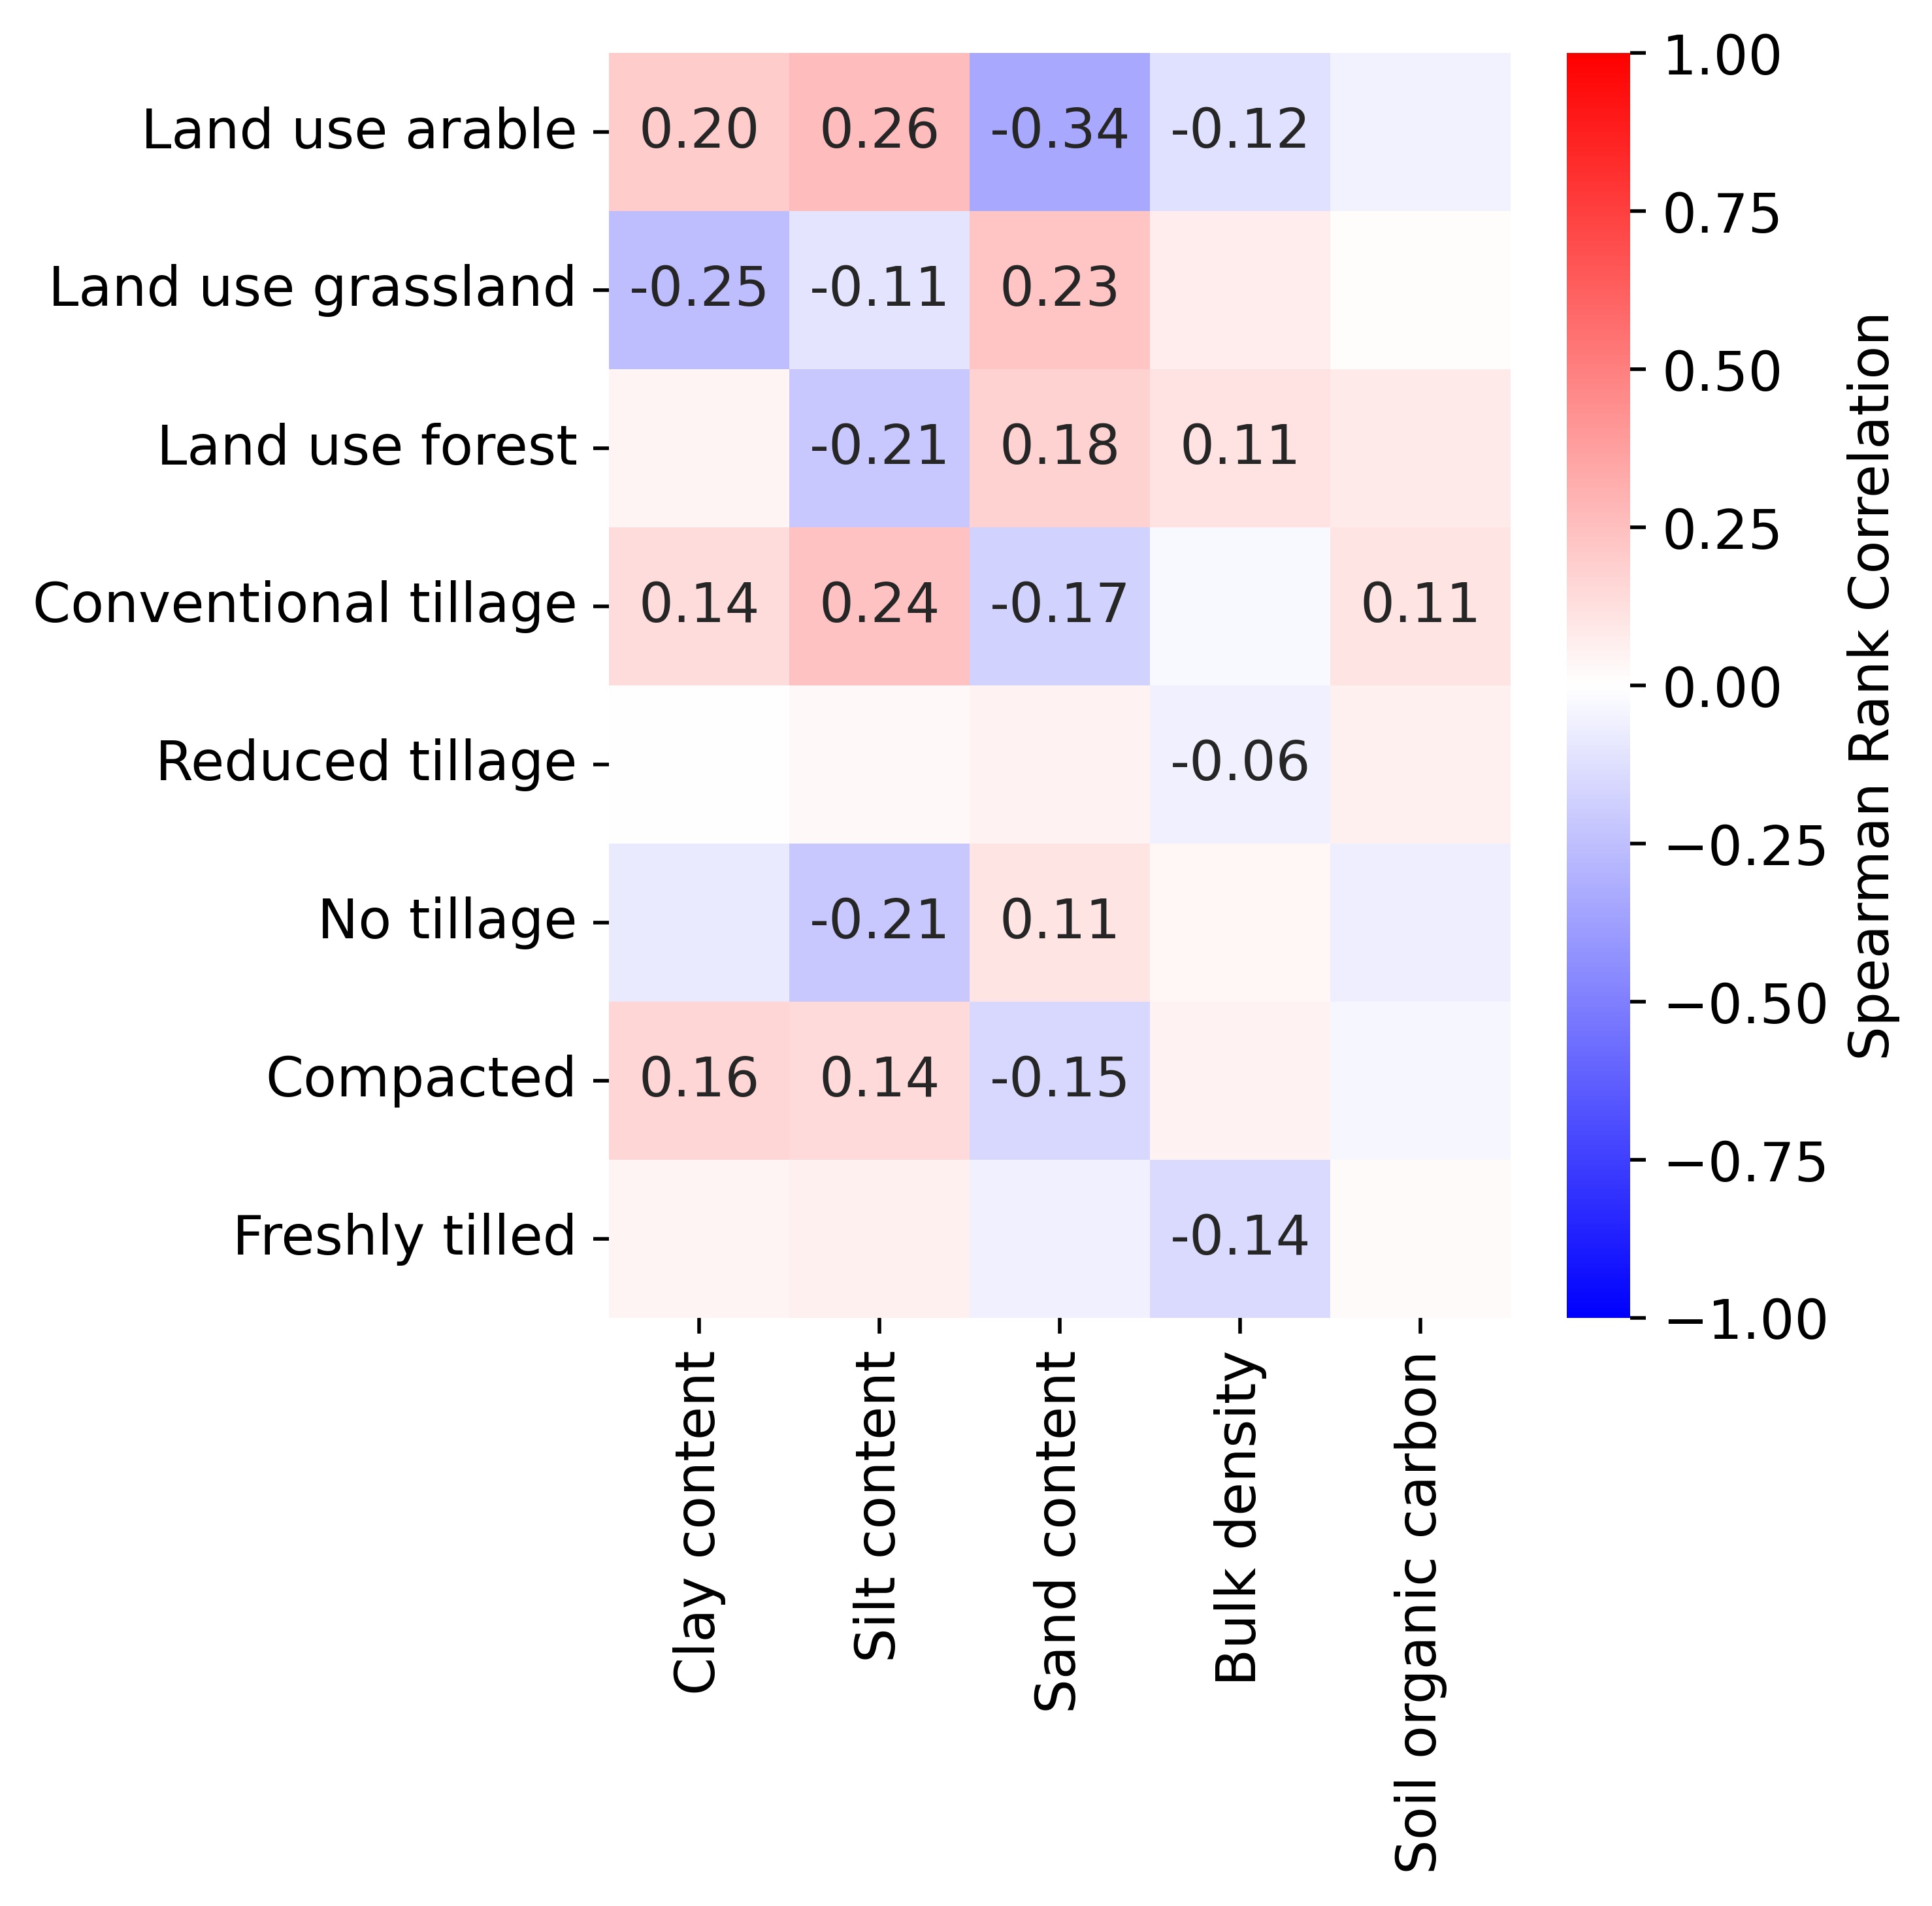 Land use arable 0.20 0.26 -0.34 -0.12
Land use grassland -0.25 -0.11 0.23
Land use forest -0.21 0.18 0.11
Conventional tillage 0.14 0.24 -0.17 0.11
Reduced tillage -0.06
No tillage -0.21 0.11
Compacted 0.16 0.14 -0.15
Freshly tilled -0.14
Clay content
Silt content
Sand content
Bulk density
Soil organic carbon
1.00
0.75
0.50
0.25
0.00
−0.25
−0.50
−0.75
−1.00
Spearman Rank Correlation